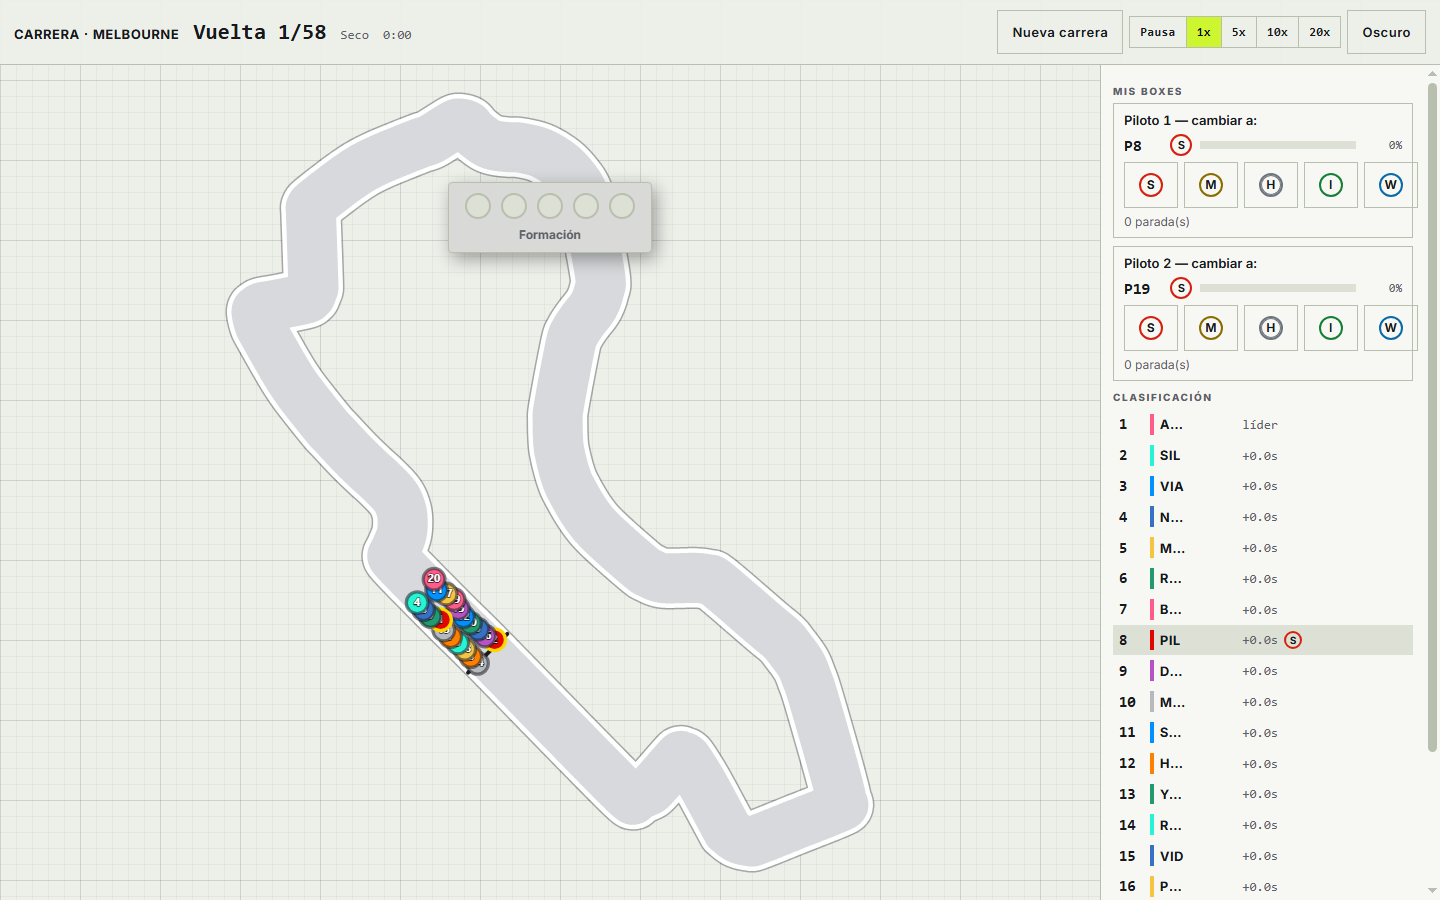 CARRERA · MELBOURNE Vuelta 1/58 Seco 0:00
Nueva carrera Pausa 1x 5x 10x 20x Oscuro
MIS BOXES
Piloto 1 — cambiar a:
P8 S 0%
S M H I W
0 parada(s)
Piloto 2 — cambiar a:
P19 S 0%
S M H I W
0 parada(s)
CLASIFICACIÓN
1 A... líder
2 SIL +0.0s
3 VIA +0.0s
4 N... +0.0s
5 M... +0.0s
6 R... +0.0s
7 B... +0.0s
8 PIL +0.0s S
9 D... +0.0s
10 M... +0.0s
11 S... +0.0s
12 H... +0.0s
13 Y... +0.0s
14 R... +0.0s
15 VID +0.0s
16 P... +0.0s
Formación
20
4